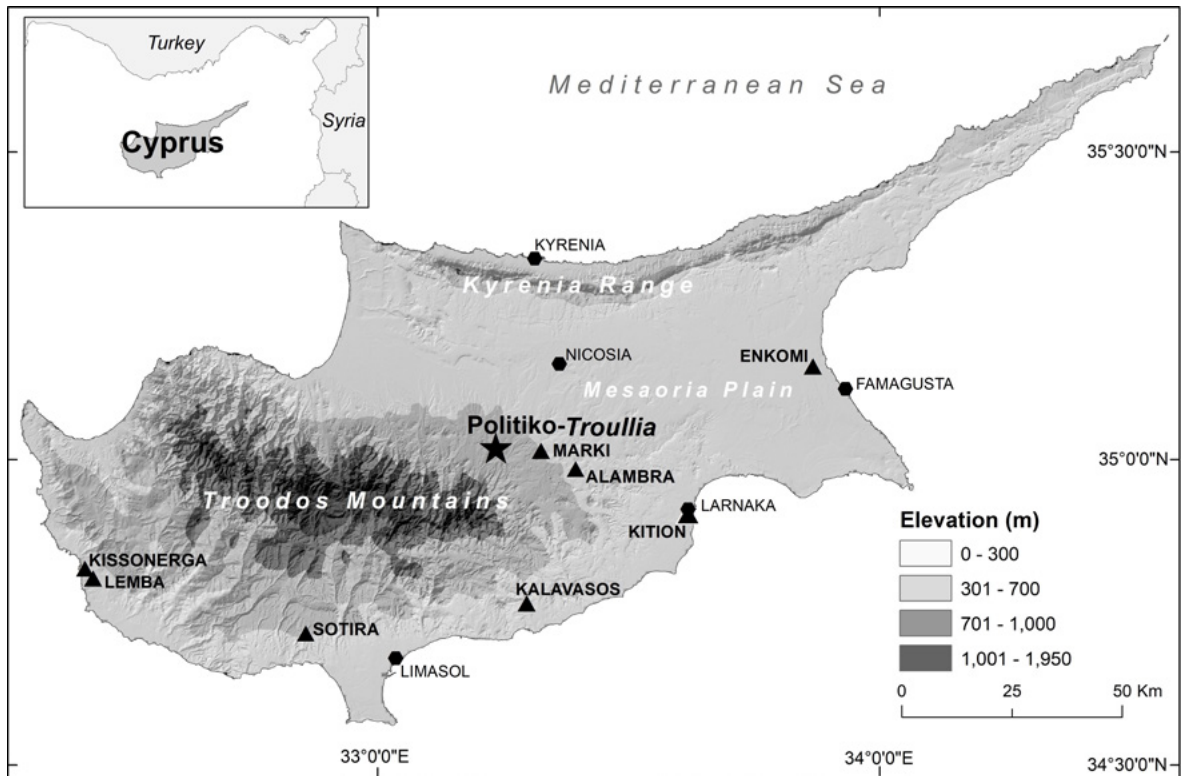 Turkey
Syria
Cyprus
Mediterranean Sea
35°30'0"N
KYRENIA
Kyrenia Range
NICOSIA
ENKOMI
Mesaoria Plain
FAMAGUSTA
Politiko-Troullia
MARKI
35°0'0"N
ALAMBRA
Troodos Mountains
LARNAKA
KITION
Elevation (m)
0 - 300
301 - 700
701 - 1,000
1,001 - 1,950
0 25 50 Km
KISSONERGA
LEMBA
KALAVASOS
SOTIRA
LIMASOL
33°0'0"E
34°0'0"E
34°30'0"N